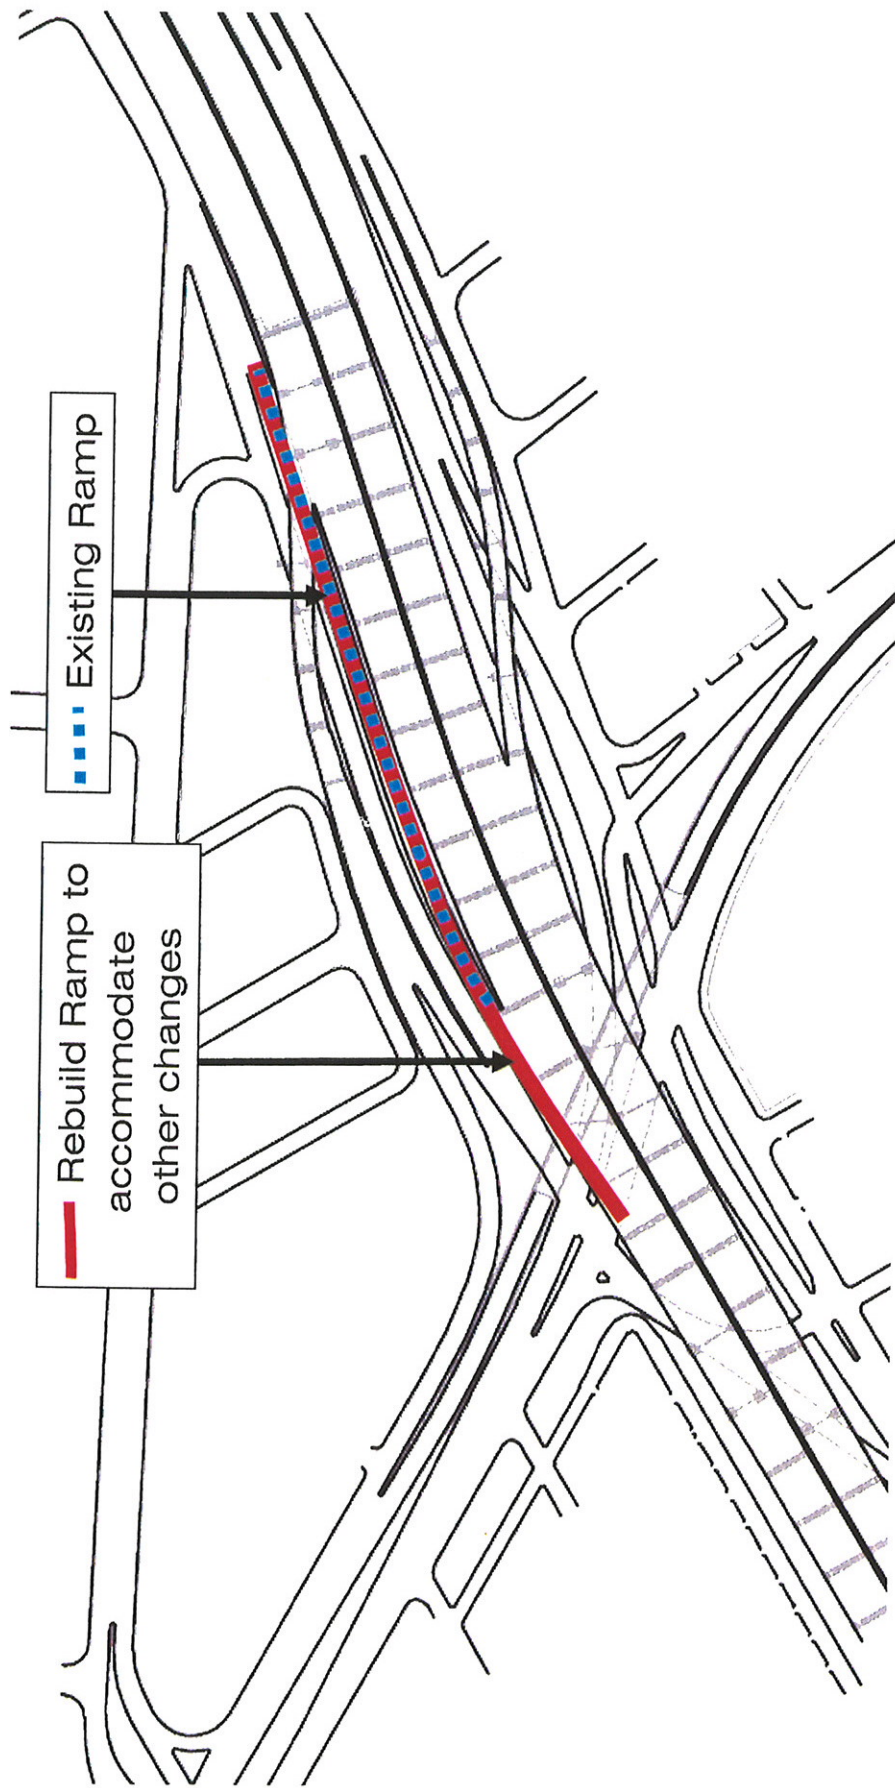 Rebuild Ramp to
accommodate
other changes
Existing Ramp